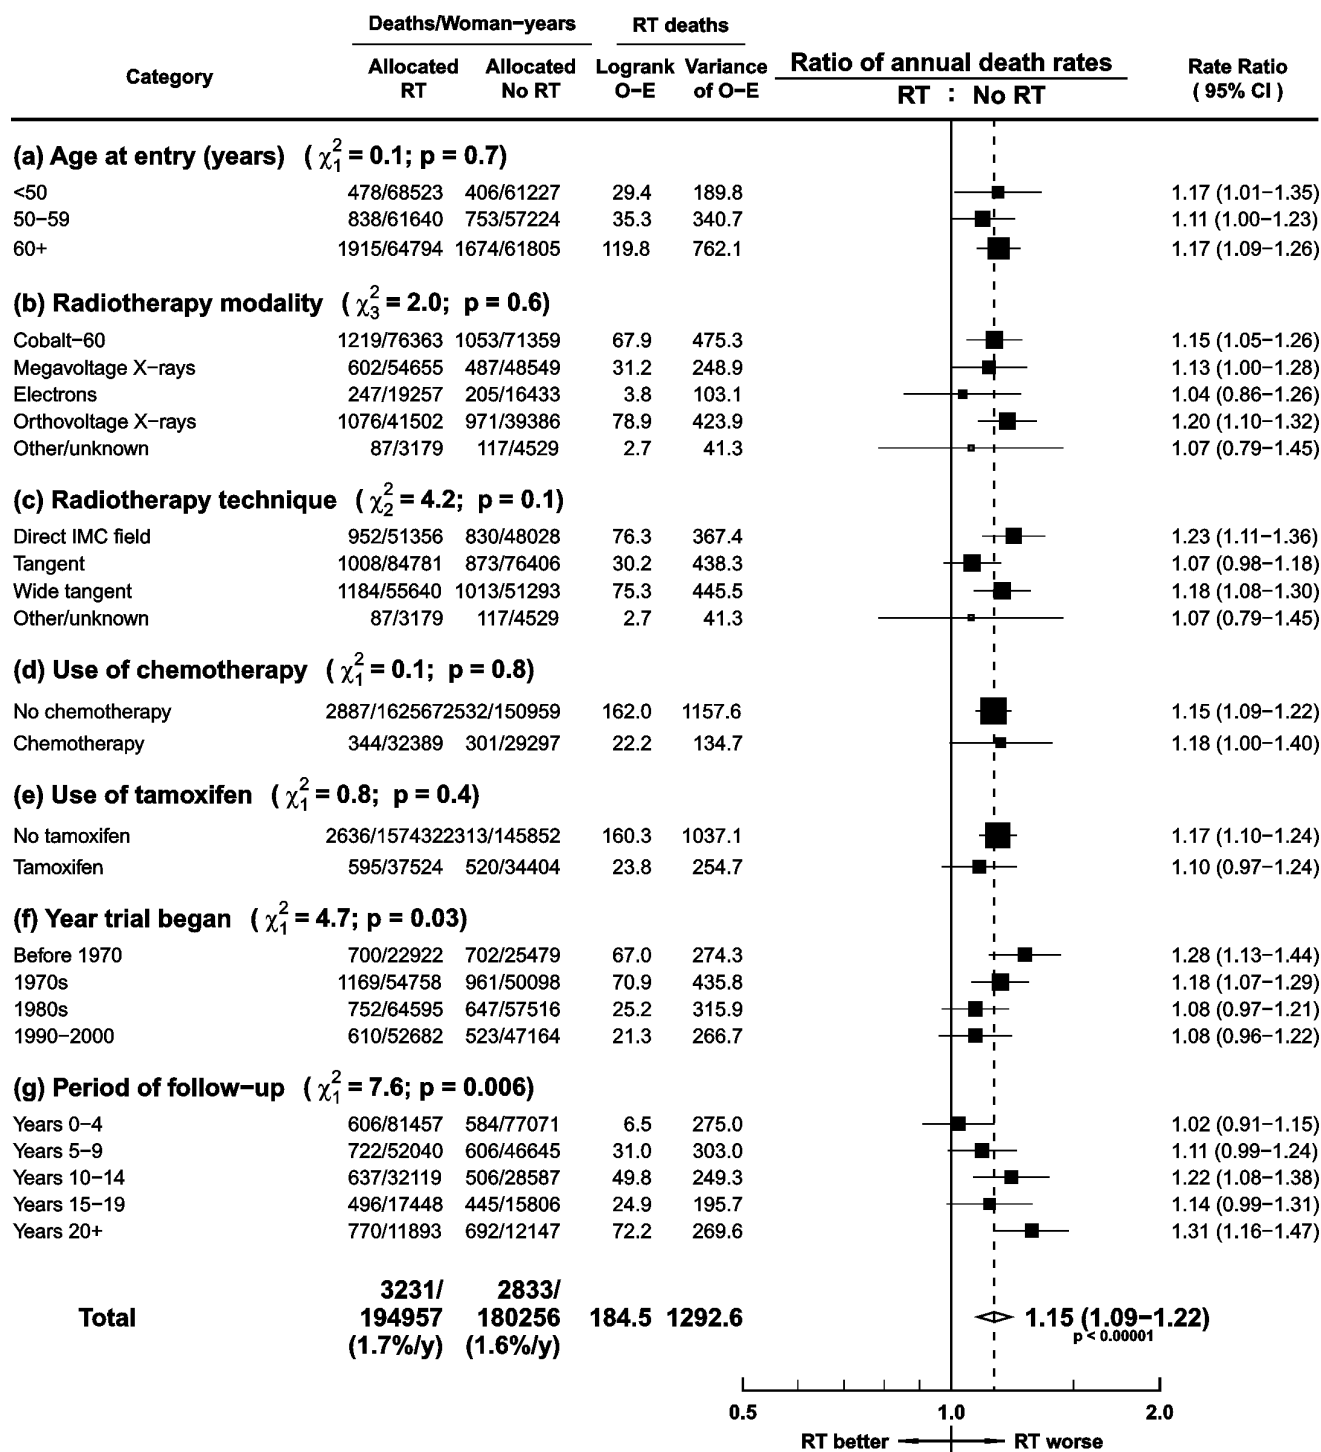 Deaths/Woman−years RT deaths
Category Allocated RT Allocated No RT Logrank O−E Variance of O−E Ratio of annual death rates RT : No RT Rate Ratio ( 95% CI )
(a) Age at entry (years) ( χ²₁ = 0.1; p = 0.7)
<50 478/68523 406/61227 29.4 189.8 1.17 (1.01−1.35)
50−59 838/61640 753/57224 35.3 340.7 1.11 (1.00−1.23)
60+ 1915/64794 1674/61805 119.8 762.1 1.17 (1.09−1.26)
(b) Radiotherapy modality ( χ²₃ = 2.0; p = 0.6)
Cobalt−60 1219/76363 1053/71359 67.9 475.3 1.15 (1.05−1.26)
Megavoltage X−rays 602/54655 487/48549 31.2 248.9 1.13 (1.00−1.28)
Electrons 247/19257 205/16433 3.8 103.1 1.04 (0.86−1.26)
Orthovoltage X−rays 1076/41502 971/39386 78.9 423.9 1.20 (1.10−1.32)
Other/unknown 87/3179 117/4529 2.7 41.3 1.07 (0.79−1.45)
(c) Radiotherapy technique ( χ²₂ = 4.2; p = 0.1)
Direct IMC field 952/51356 830/48028 76.3 367.4 1.23 (1.11−1.36)
Tangent 1008/84781 873/76406 30.2 438.3 1.07 (0.98−1.18)
Wide tangent 1184/55640 1013/51293 75.3 445.5 1.18 (1.08−1.30)
Other/unknown 87/3179 117/4529 2.7 41.3 1.07 (0.79−1.45)
(d) Use of chemotherapy ( χ²₁ = 0.1; p = 0.8)
No chemotherapy 2887/1625672532/150959 162.0 1157.6 1.15 (1.09−1.22)
Chemotherapy 344/32389 301/29297 22.2 134.7 1.18 (1.00−1.40)
(e) Use of tamoxifen ( χ²₁ = 0.8; p = 0.4)
No tamoxifen 2636/1574322313/145852 160.3 1037.1 1.17 (1.10−1.24)
Tamoxifen 595/37524 520/34404 23.8 254.7 1.10 (0.97−1.24)
(f) Year trial began ( χ²₁ = 4.7; p = 0.03)
Before 1970 700/22922 702/25479 67.0 274.3 1.28 (1.13−1.44)
1970s 1169/54758 961/50098 70.9 435.8 1.18 (1.07−1.29)
1980s 752/64595 647/57516 25.2 315.9 1.08 (0.97−1.21)
1990−2000 610/52682 523/47164 21.3 266.7 1.08 (0.96−1.22)
(g) Period of follow−up ( χ²₁ = 7.6; p = 0.006)
Years 0−4 606/81457 584/77071 6.5 275.0 1.02 (0.91−1.15)
Years 5−9 722/52040 606/46645 31.0 303.0 1.11 (0.99−1.24)
Years 10−14 637/32119 506/28587 49.8 249.3 1.22 (1.08−1.38)
Years 15−19 496/17448 445/15806 24.9 195.7 1.14 (0.99−1.31)
Years 20+ 770/11893 692/12147 72.2 269.6 1.31 (1.16−1.47)
3231/ 2833/
Total 194957 180256 184.5 1292.6 1.15 (1.09−1.22)
p < 0.00001
(1.7%/y) (1.6%/y)
0.5 1.0 2.0
RT better RT worse